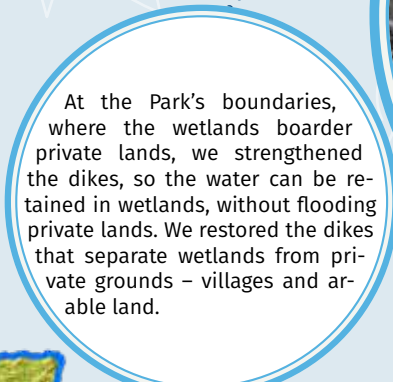 At the Park's boundaries,
where the wetlands boarder
private lands, we strengthened
the dikes, so the water can be re-
tained in wetlands, without flooding
private lands. We restored the dikes
that separate wetlands from pri-
vate grounds – villages and ar-
able land.